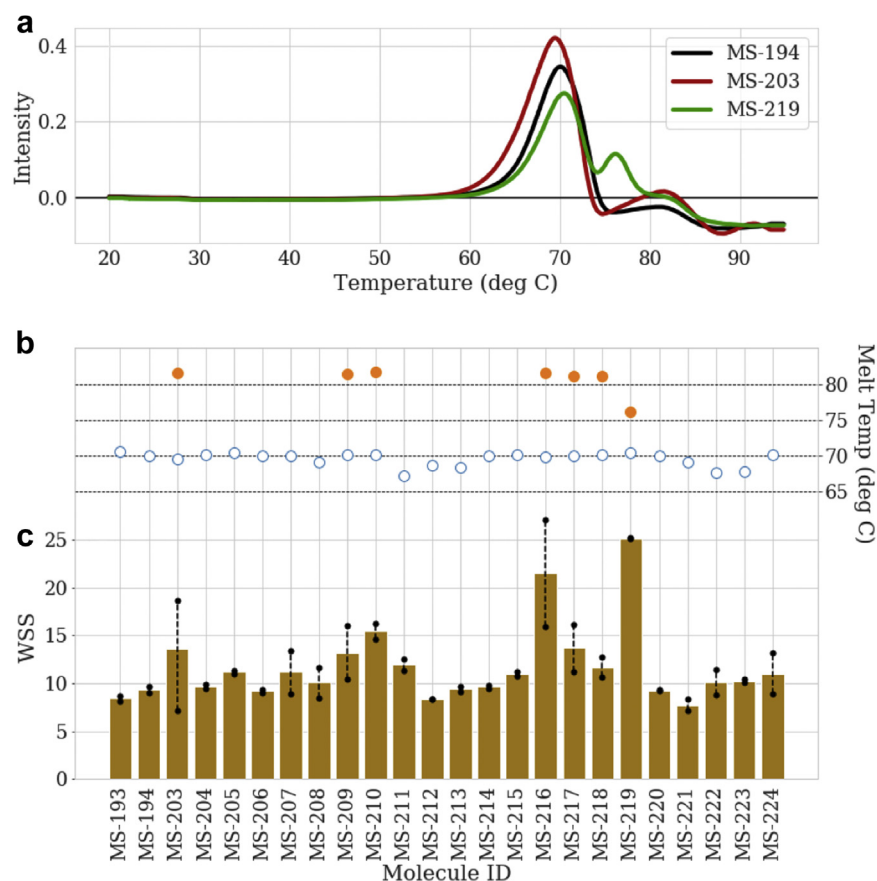 a
0.4
0.2
0.0
Intensity
MS-194
MS-203
MS-219
20 30 40 50 60 70 80 90
Temperature (deg C)
b
80
75
70
65
Melt Temp (deg C)
c
25
20
15
10
5
0
WSS
MS-193
MS-194
MS-203
MS-204
MS-205
MS-206
MS-207
MS-208
MS-209
MS-210
MS-211
MS-212
MS-213
MS-214
MS-215
MS-216
MS-217
MS-218
MS-219
MS-220
MS-221
MS-222
MS-223
MS-224
Molecule ID